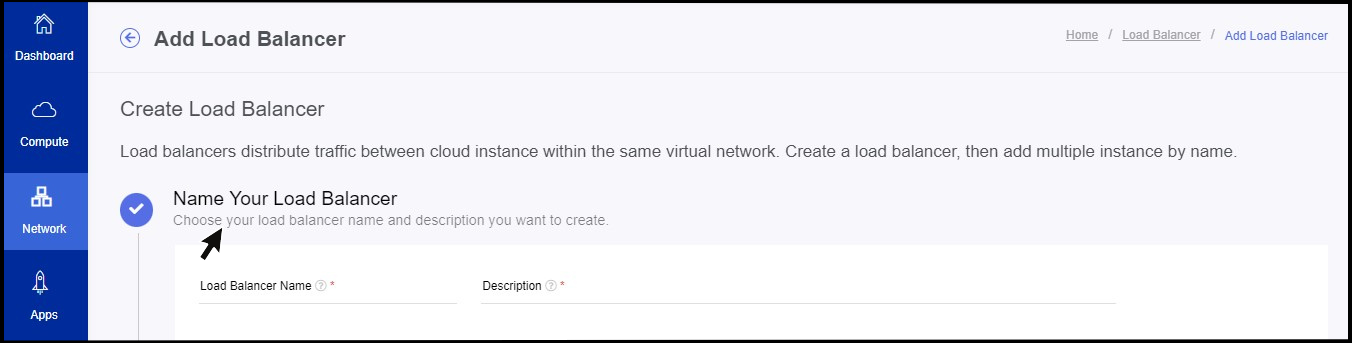 Dashboard
Compute
Network
Apps
Add Load Balancer
Home / Load Balancer / Add Load Balancer
Create Load Balancer
Load balancers distribute traffic between cloud instance within the same virtual network. Create a load balancer, then add multiple instance by name.
Name Your Load Balancer
Choose your load balancer name and description you want to create.
Load Balancer Name ? *
Description ? *